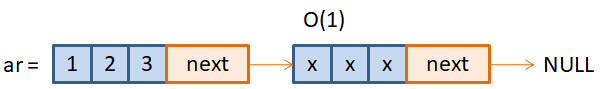 O(1)
ar = 1 2 3 next x x x next NULL